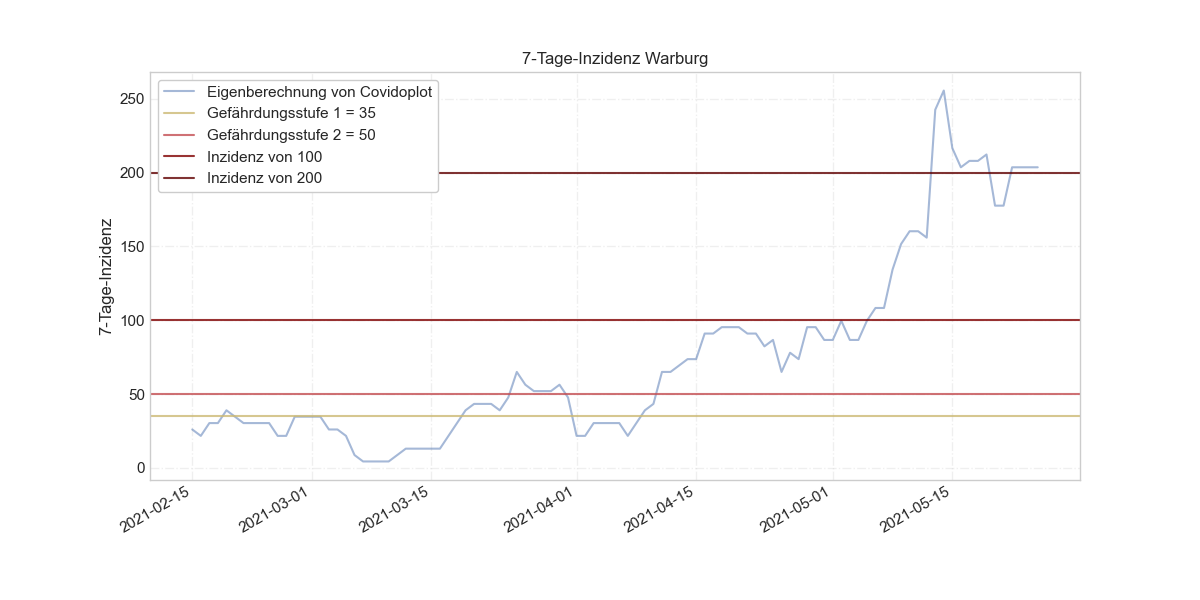 7-Tage-Inzidenz Warburg
Eigenberechnung von Covidoplot
Gefährdungsstufe 1 = 35
Gefährdungsstufe 2 = 50
Inzidenz von 100
Inzidenz von 200
7-Tage-Inzidenz
250
200
150
100
50
0
2021-02-15
2021-03-01
2021-03-15
2021-04-01
2021-04-15
2021-05-01
2021-05-15